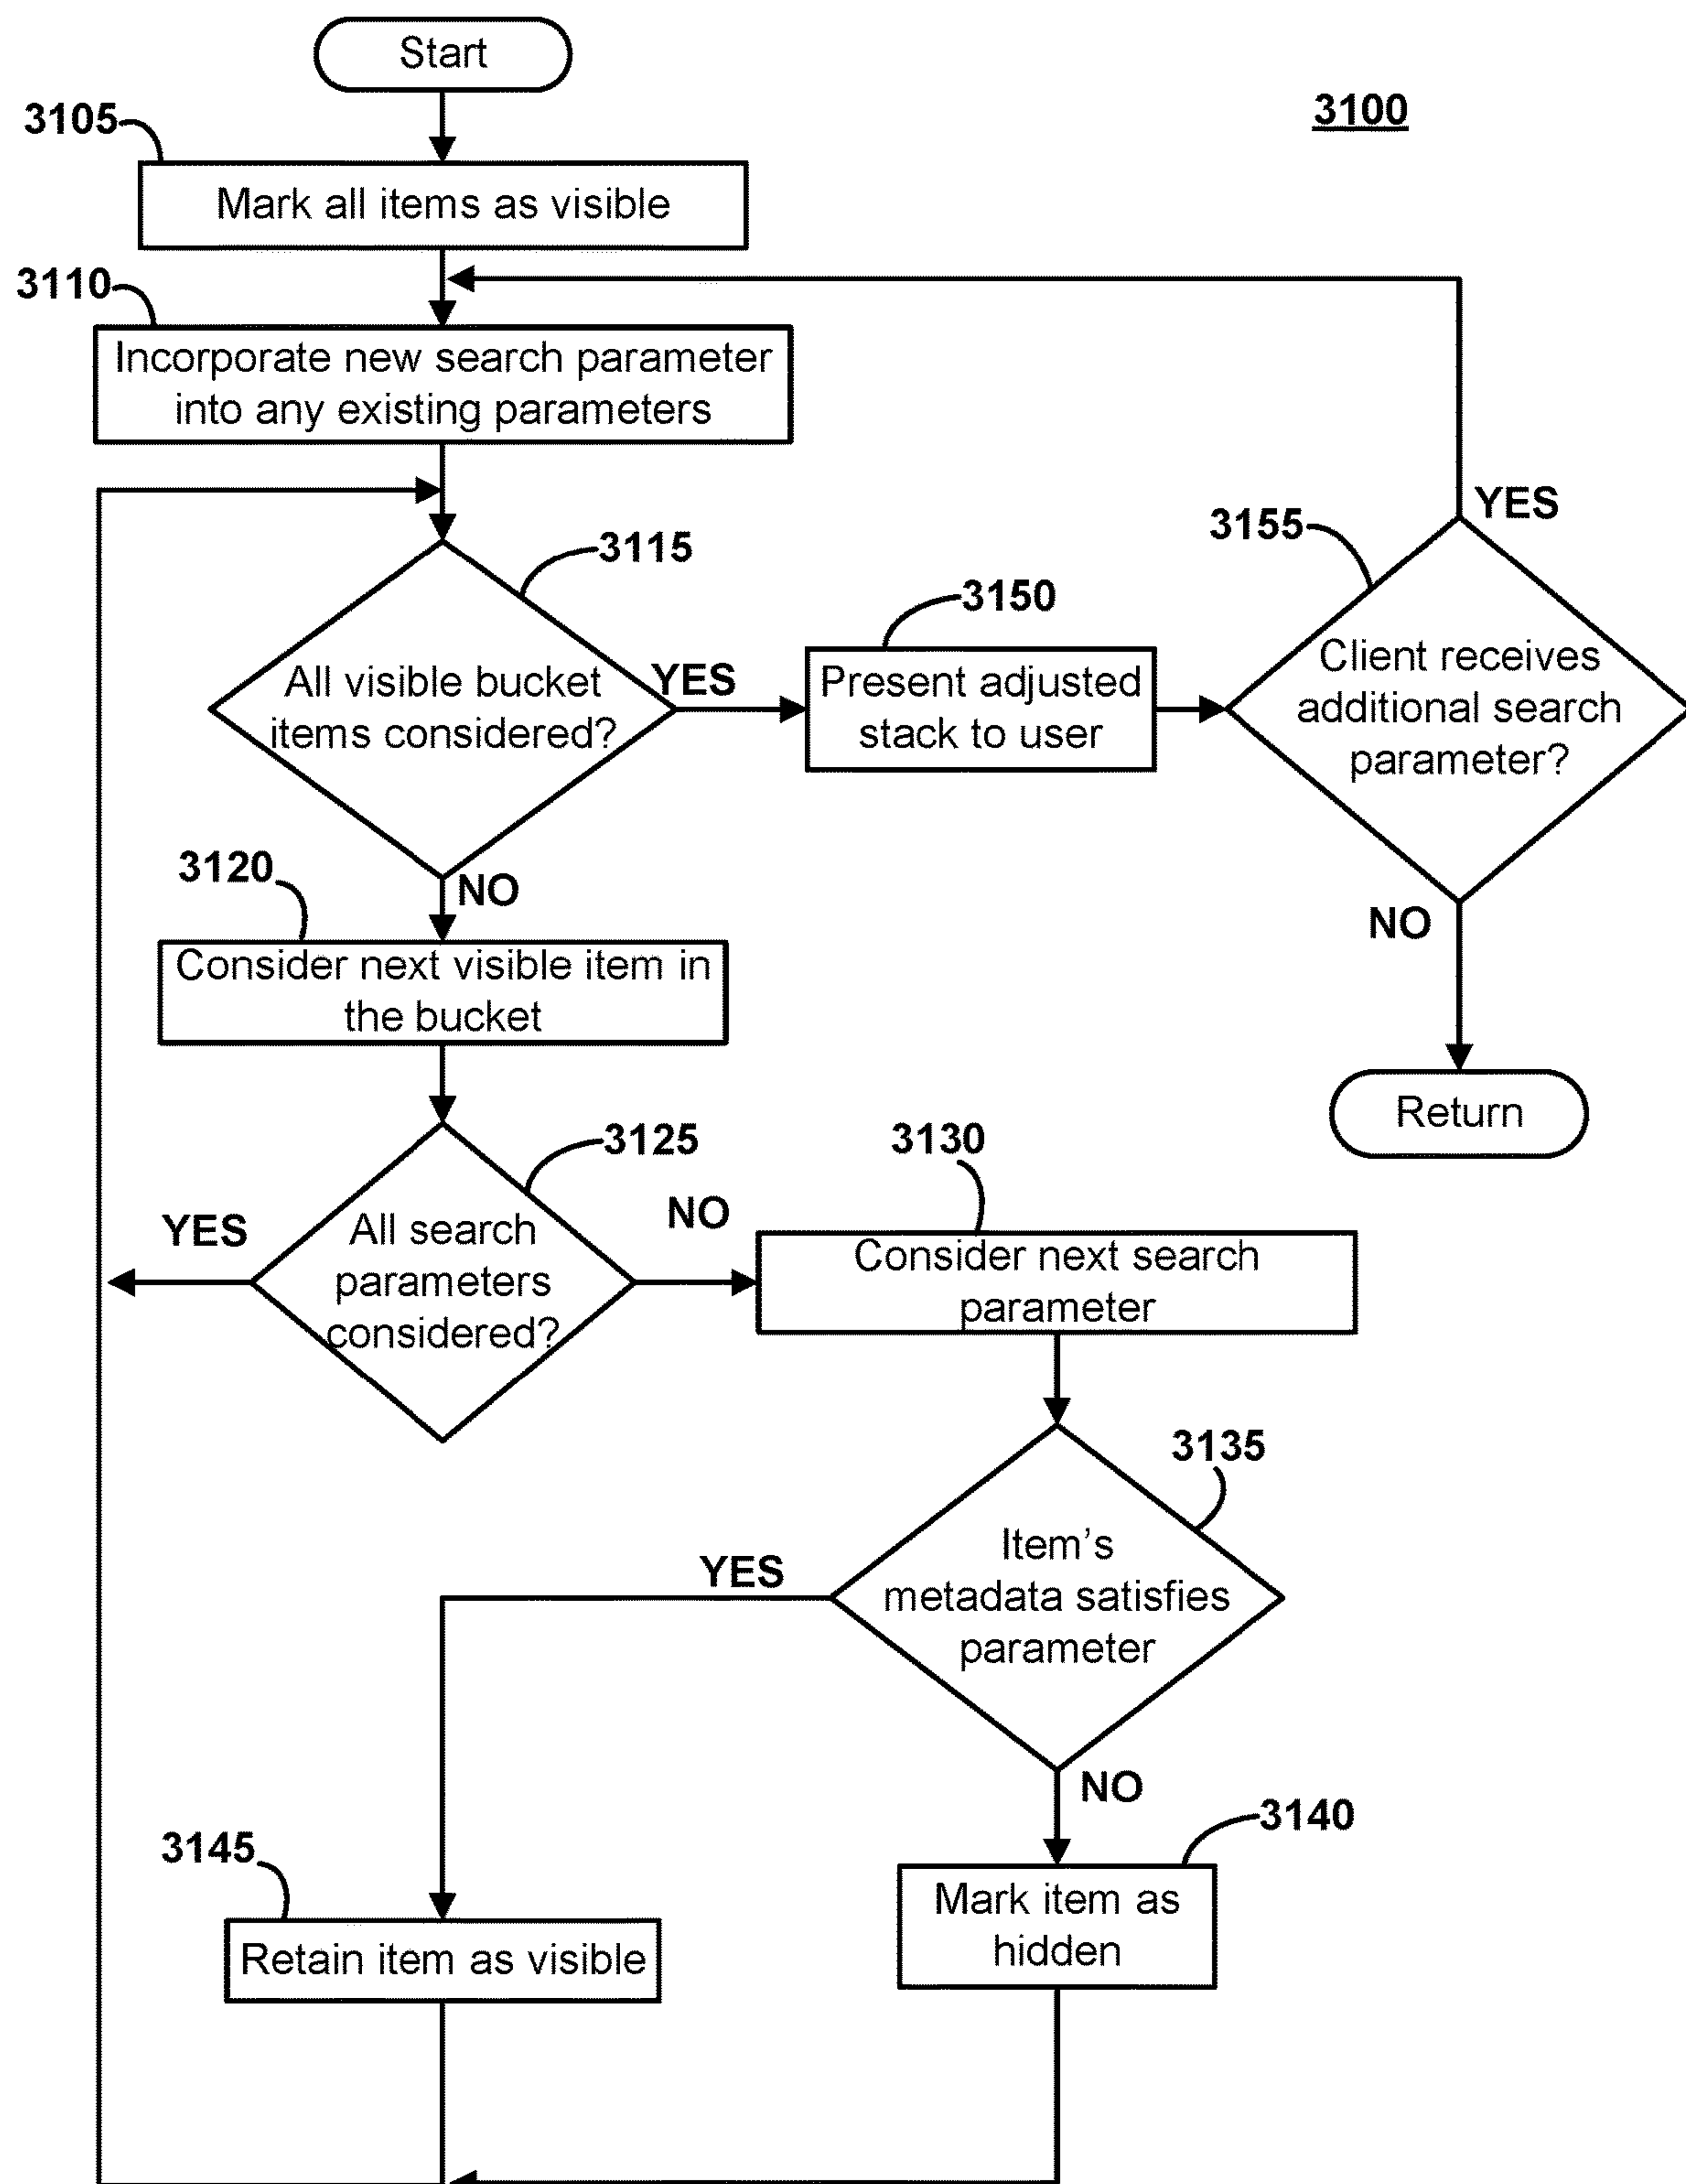 Start
3100
3105
Mark all items as visible
3110
Incorporate new search parameter
into any existing parameters
3115
All visible bucket
items considered?
YES
3150
Present adjusted
stack to user
3155
YES
Client receives
additional search
parameter?
NO
Return
NO
3120
Consider next visible item in
the bucket
3125
YES
All search
parameters
considered?
NO
3130
Consider next search
parameter
3135
Item’s
metadata satisfies
parameter
YES
NO
3140
Mark item as
hidden
3145
Retain item as visible